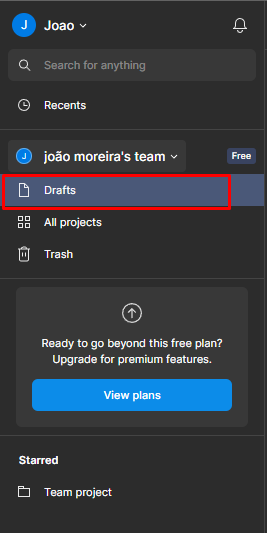 J Joao
Search for anything
Recents
J joão moreira's team Free
Drafts
All projects
Trash
Ready to go beyond this free plan?
Upgrade for premium features.
View plans
Starred
Team project